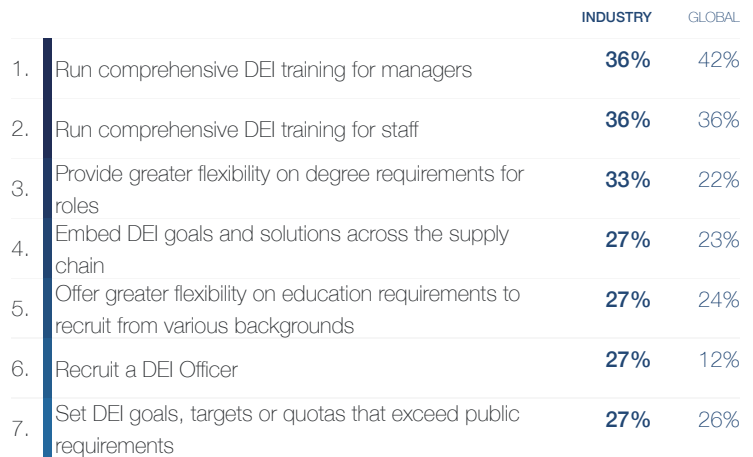 INDUSTRY GLOBAL
1. Run comprehensive DEI training for managers 36% 42%
2. Run comprehensive DEI training for staff 36% 36%
3. Provide greater flexibility on degree requirements for 33% 22%
roles
4. Embed DEI goals and solutions across the supply 27% 23%
chain
5. Offer greater flexibility on education requirements to 27% 24%
recruit from various backgrounds
6. Recruit a DEI Officer 27% 12%
7. Set DEI goals, targets or quotas that exceed public 27% 26%
requirements